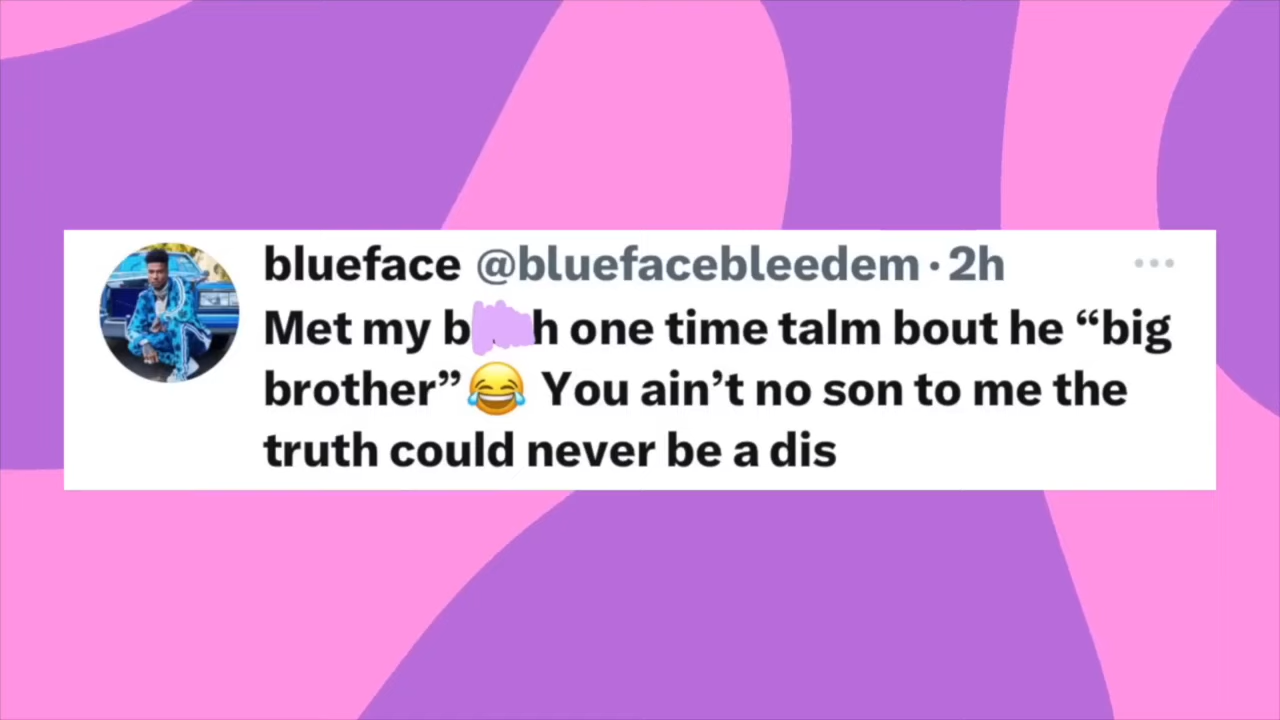 blueface @bluefacebleedem · 2h
Met my b h one time talm bout he “big
brother”😂 You ain’t no son to me the
truth could never be a dis